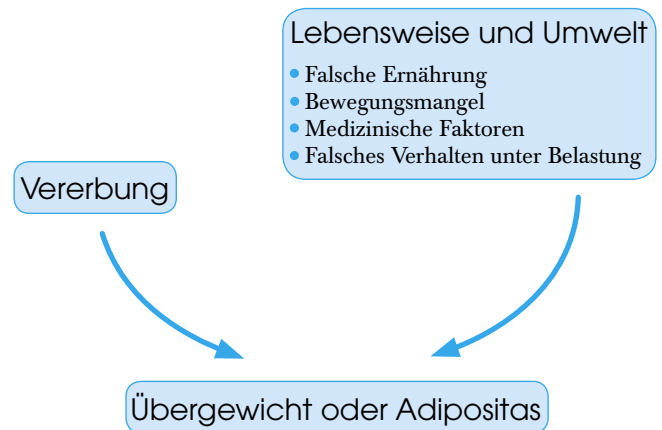 Lebensweise und Umwelt
• Falsche Ernährung
• Bewegungsmangel
• Medizinische Faktoren
• Falsches Verhalten unter Belastung
Vererbung
Übergewicht oder Adipositas